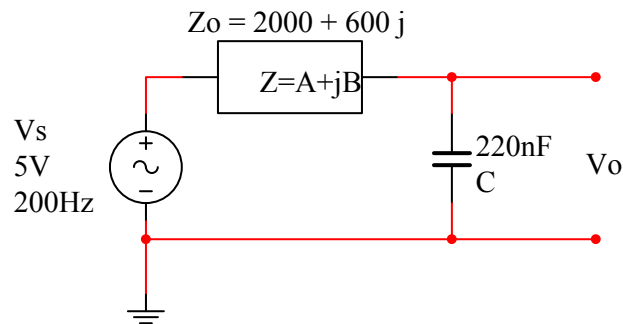 Zo = 2000 + 600 j
Z=A+jB
Vs
5V
200Hz
+
~
−
220nF
C
Vo